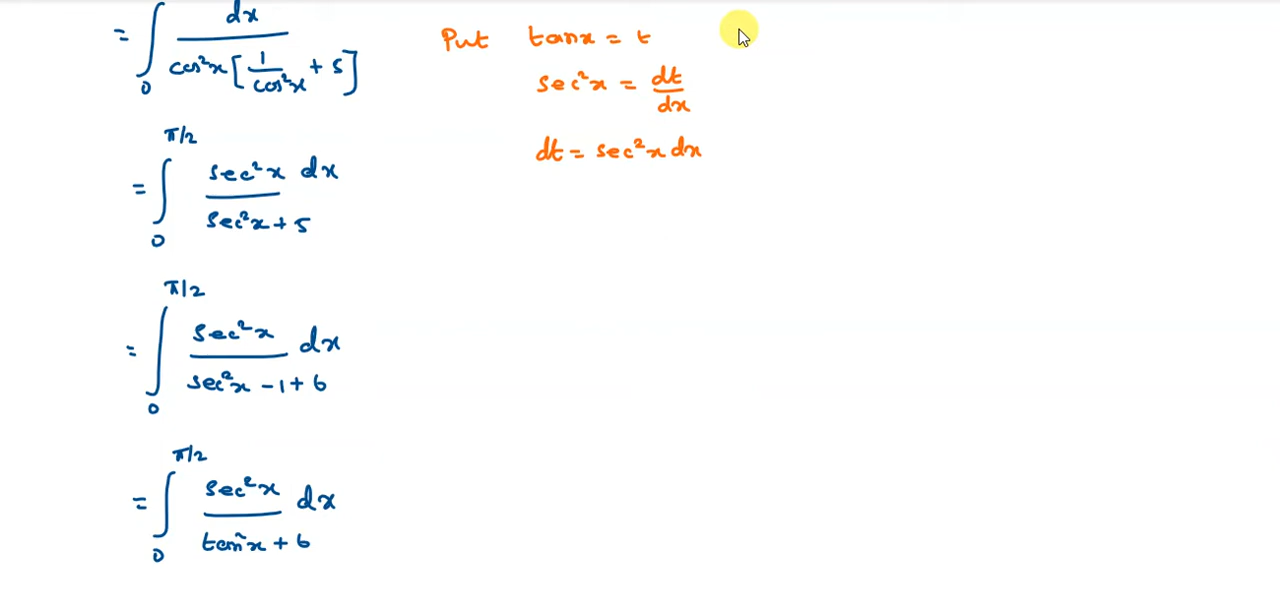 = ∫₀ dx / cos²x [ 1/cos²x + 5 ]
Put tanx = t
sec²x = dt/dx
dt = sec²x dx
= ∫₀^(π/2) sec²x dx / sec²x + 5
= ∫₀^(π/2) sec²x / sec²x - 1 + 6 dx
= ∫₀^(π/2) sec²x / tan²x + 6 dx